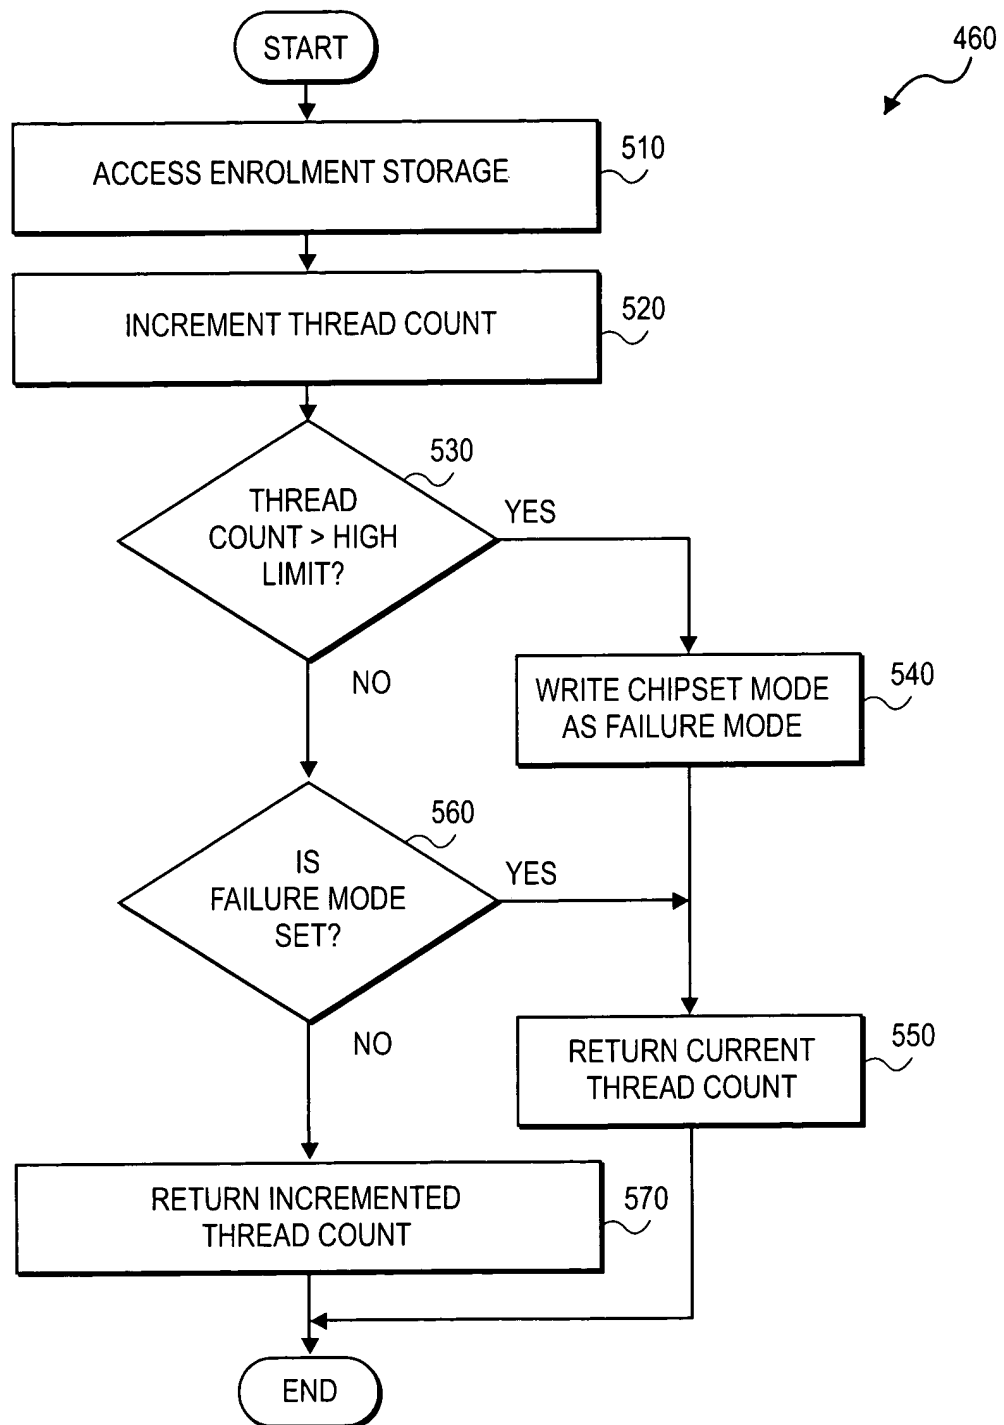 START
460
ACCESS ENROLMENT STORAGE
510
INCREMENT THREAD COUNT
520
530
THREAD
COUNT > HIGH
LIMIT?
YES
NO
WRITE CHIPSET MODE
AS FAILURE MODE
540
560
IS
FAILURE MODE
SET?
YES
NO
RETURN CURRENT
THREAD COUNT
550
RETURN INCREMENTED
THREAD COUNT
570
END